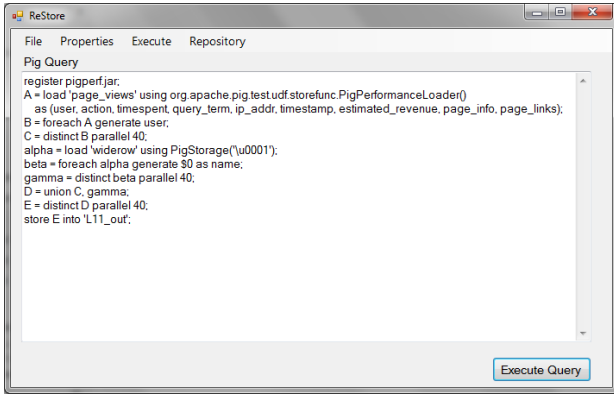 ReStore
File Properties Execute Repository
Pig Query
register pigperf.jar;
A = load 'page_views' using org.apache.pig.test.udf.storefunc.PigPerformanceLoader()
as (user, action, timespent, query_term, ip_addr, timestamp, estimated_revenue, page_info, page_links);
B = foreach A generate user;
C = distinct B parallel 40;
alpha = load 'widerow' using PigStorage('\u0001');
beta = foreach alpha generate $0 as name;
gamma = distinct beta parallel 40;
D = union C, gamma;
E = distinct D parallel 40;
store E into 'L11_out';
Execute Query